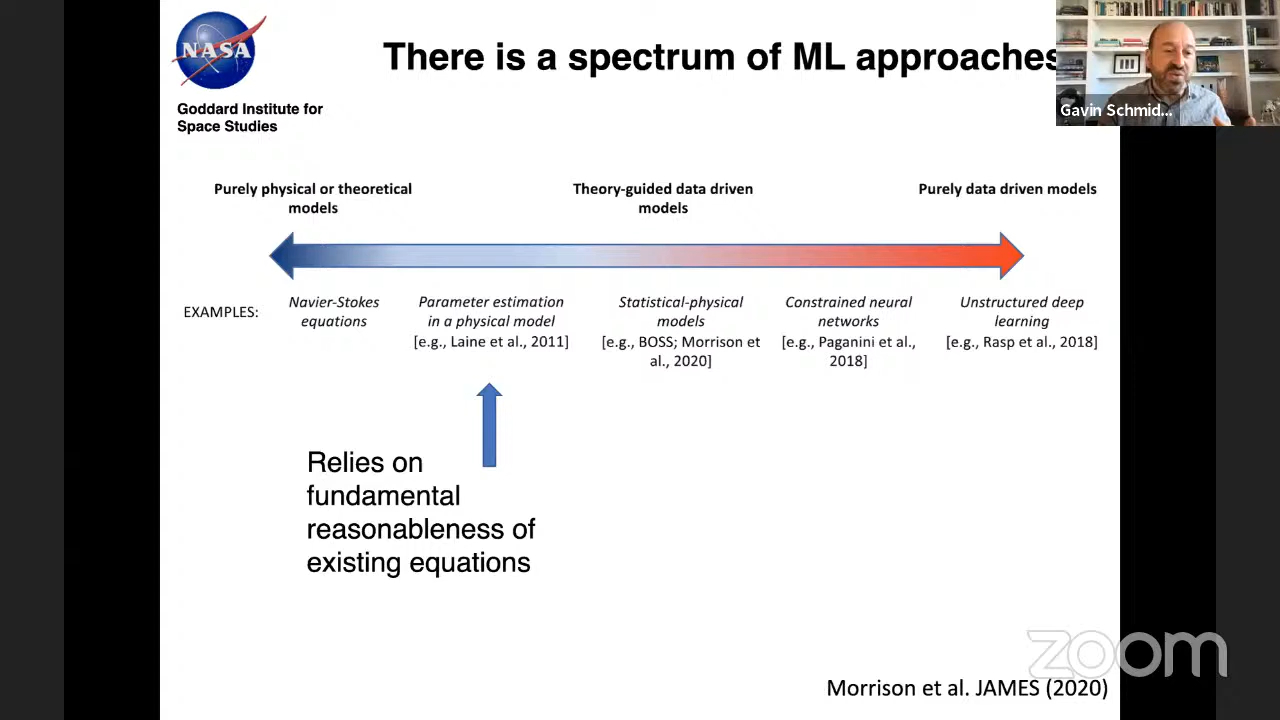 NASA
There is a spectrum of ML approaches
Gavin Schmid...
Goddard Institute for
Space Studies
Purely physical or theoretical
models
Theory-guided data driven
models
Purely data driven models
EXAMPLES:
Navier-Stokes
equations
Parameter estimation
in a physical model
[e.g., Laine et al., 2011]
Statistical-physical
models
[e.g., BOSS; Morrison et
al., 2020]
Constrained neural
networks
[e.g., Paganini et al.,
2018]
Unstructured deep
learning
[e.g., Rasp et al., 2018]
Relies on
fundamental
reasonableness of
existing equations
zoom
Morrison et al. JAMES (2020)